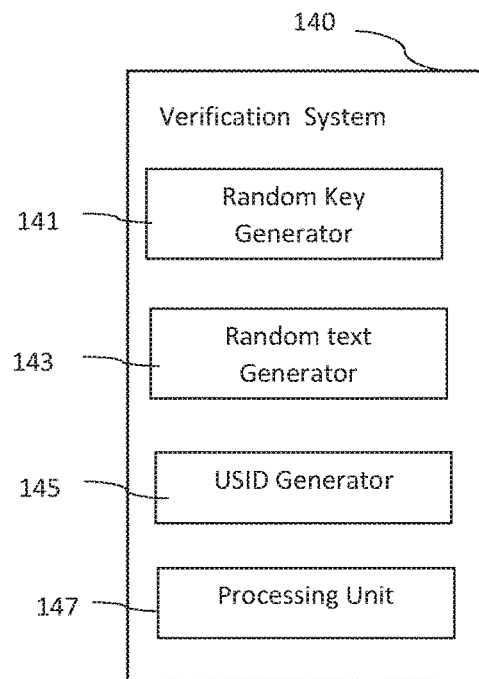 140
Verification System
141
Random Key
Generator
143
Random text
Generator
145
USID Generator
147
Processing Unit